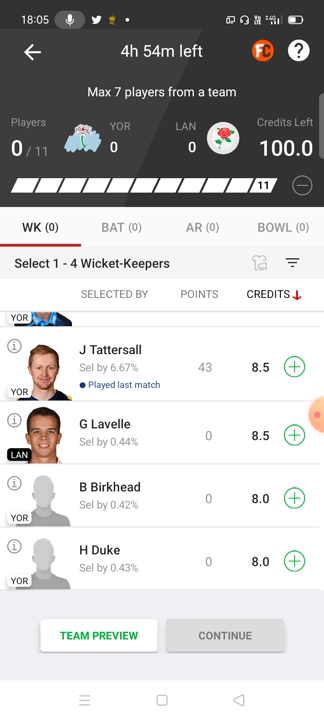 18:05
4h 54m left
FC
?
Max 7 players from a team
Players
YOR
LAN
Credits Left
0 / 11
0
0
100.0
11
WK (0)
BAT (0)
AR (0)
BOWL (0)
Select 1 - 4 Wicket-Keepers
SELECTED BY
POINTS
CREDITS
YOR
J Tattersall
Sel by 6.67%
43
8.5
Played last match
YOR
G Lavelle
Sel by 0.44%
0
8.5
LAN
B Birkhead
Sel by 0.42%
0
8.0
YOR
H Duke
Sel by 0.43%
0
8.0
YOR
TEAM PREVIEW
CONTINUE